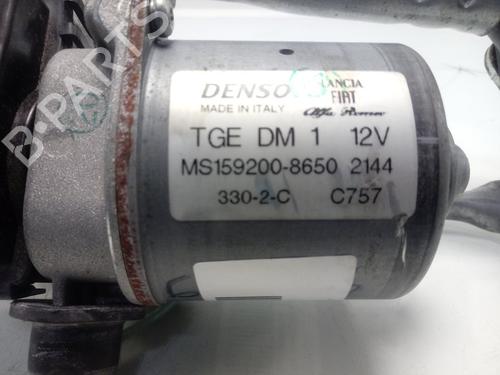 DENSO LANCIA
FIAT
MADE IN ITALY Alfa Romeo
TGE DM 1 12V
MS159200-8650 2144
330-2-C C757
B-PARTS